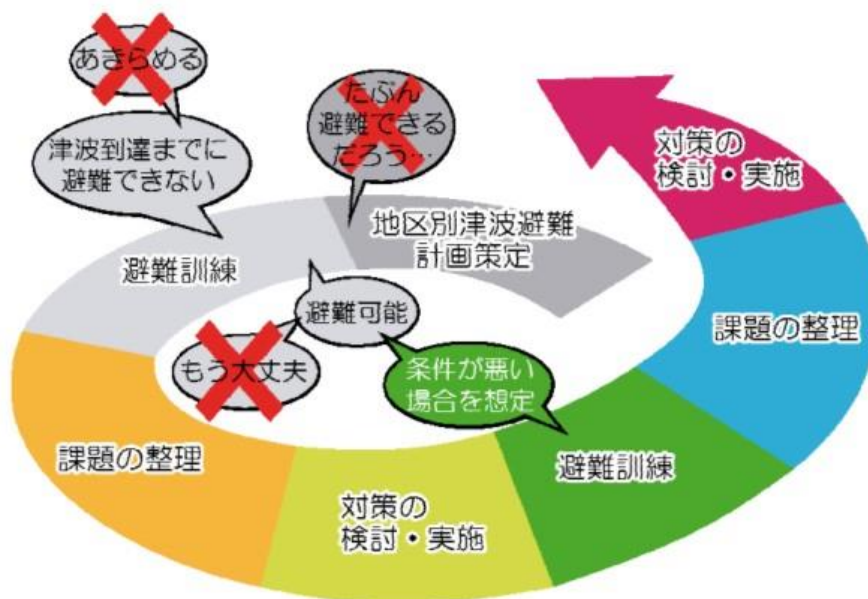 あきらめる
津波到達までに
避難できない
たぶん
避難できる
だろう…
対策の
検討・実施
地区別津波避難
計画策定
避難訓練
避難可能
もう大丈夫
条件が悪い
場合を想定
課題の整理
課題の整理
避難訓練
対策の
検討・実施